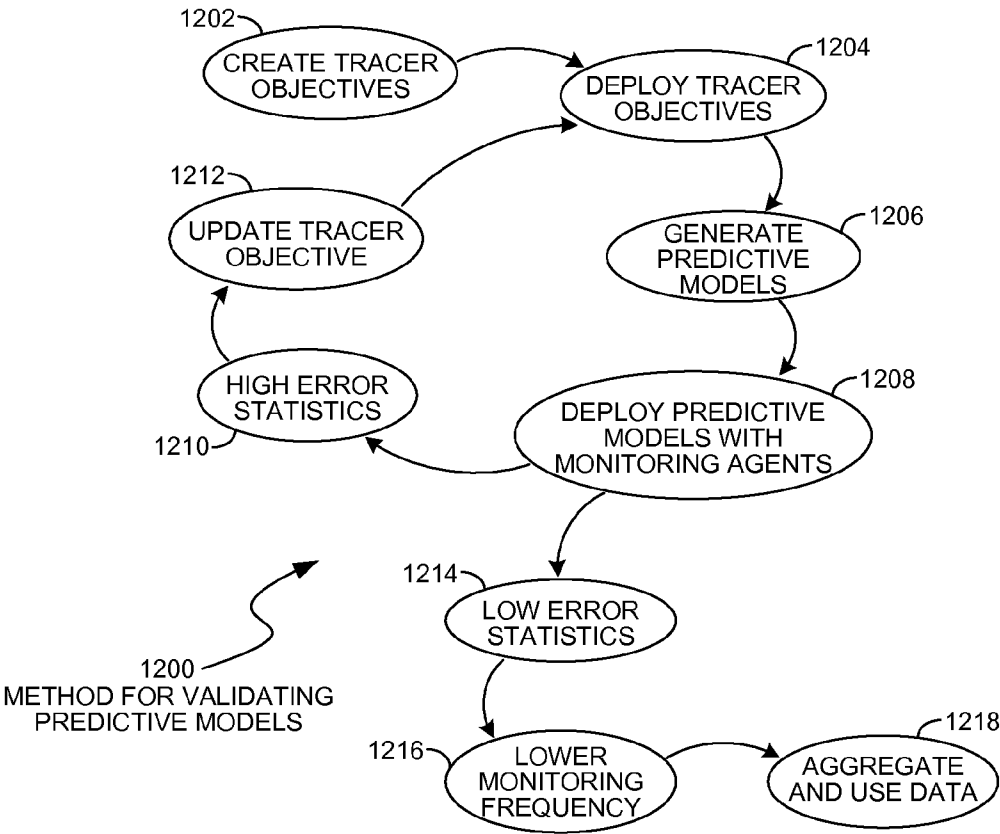 1202
CREATE TRACER
OBJECTIVES
1204
DEPLOY TRACER
OBJECTIVES
1212
UPDATE TRACER
OBJECTIVE
1206
GENERATE
PREDICTIVE
MODELS
HIGH ERROR
STATISTICS
1210
1208
DEPLOY PREDICTIVE
MODELS WITH
MONITORING AGENTS
1214
LOW ERROR
STATISTICS
1200
METHOD FOR VALIDATING
PREDICTIVE MODELS
1216
LOWER
MONITORING
FREQUENCY
1218
AGGREGATE
AND USE DATA